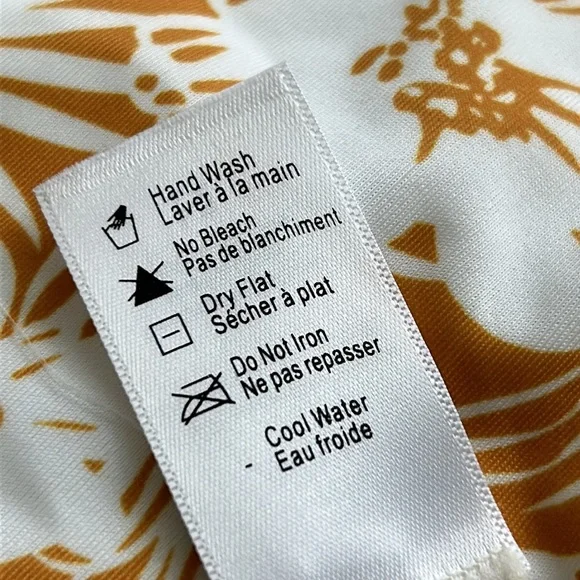 Hand Wash
Laver à la main
No Bleach
Pas de blanchiment
Dry Flat
Sécher à plat
Do Not Iron
Ne pas repasser
- Cool Water
Eau froide